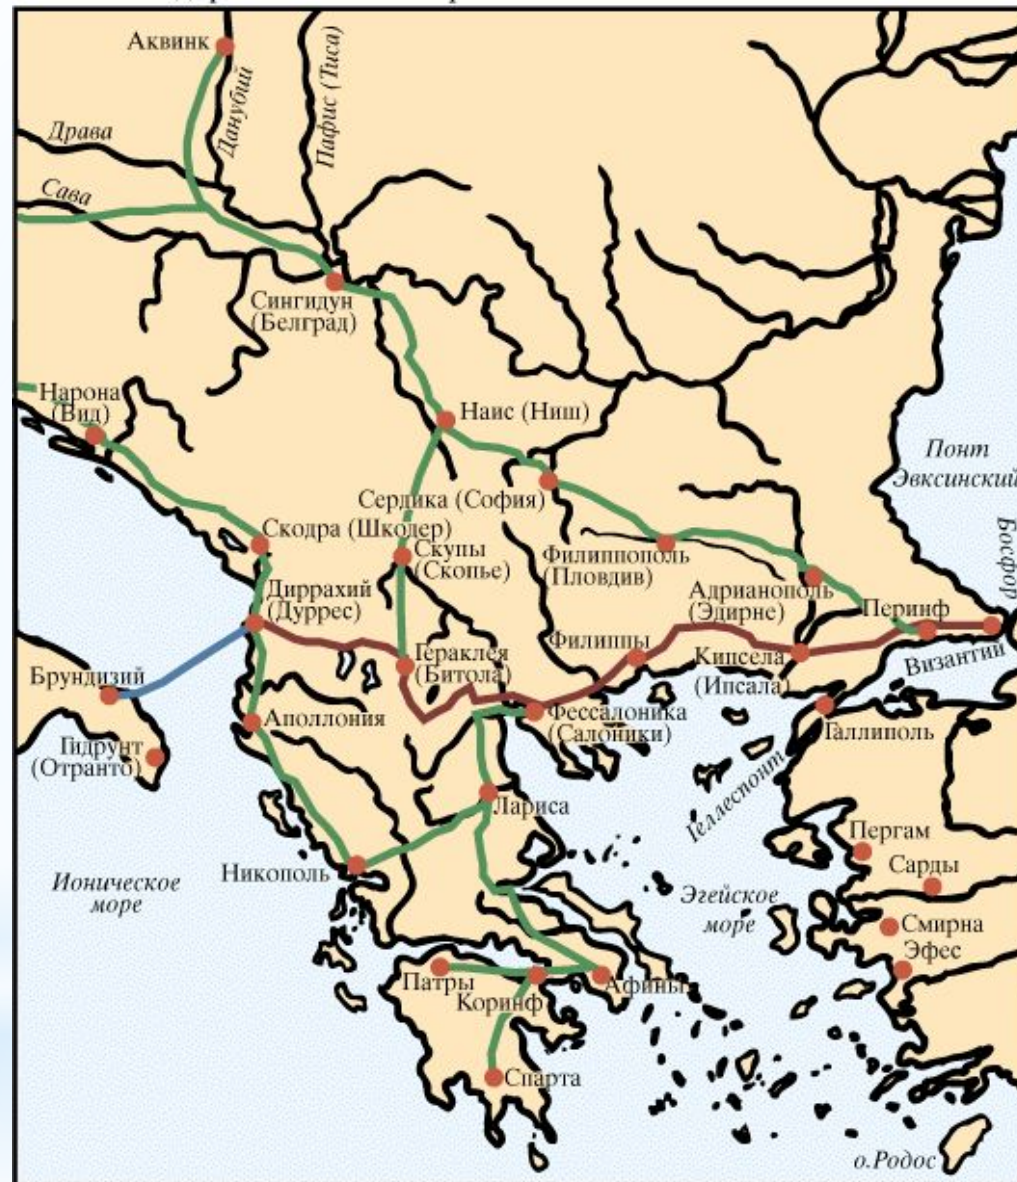 Аквинк
Данубий
Пафис (Тиса)
Драва
Сава
Сингидун
(Белград)
Нарона
(Вид)
Наис (Ниш)
Понт
Эвксинский
Сердика (София)
Скодра (Шкодер)
Скупы
(Скопье)
Филиппополь
(Пловдив)
Босфор
Диррахий
(Дуррес)
Адрианополь
(Эдирне)
Перинф
Филиппы
Гераклея
(Битола)
Кипсела
(Ипсала)
Византий
Брундизий
Аполлония
Фессалоника
(Салоники)
Галлиполь
Гидрунт
(Отранто)
Геллеспонт
Лариса
Пергам
Никополь
Сарды
Ионическое
море
Эгейское
море
Смирна
Эфес
Патры
Коринф
Афины
Спарта
о.Родос